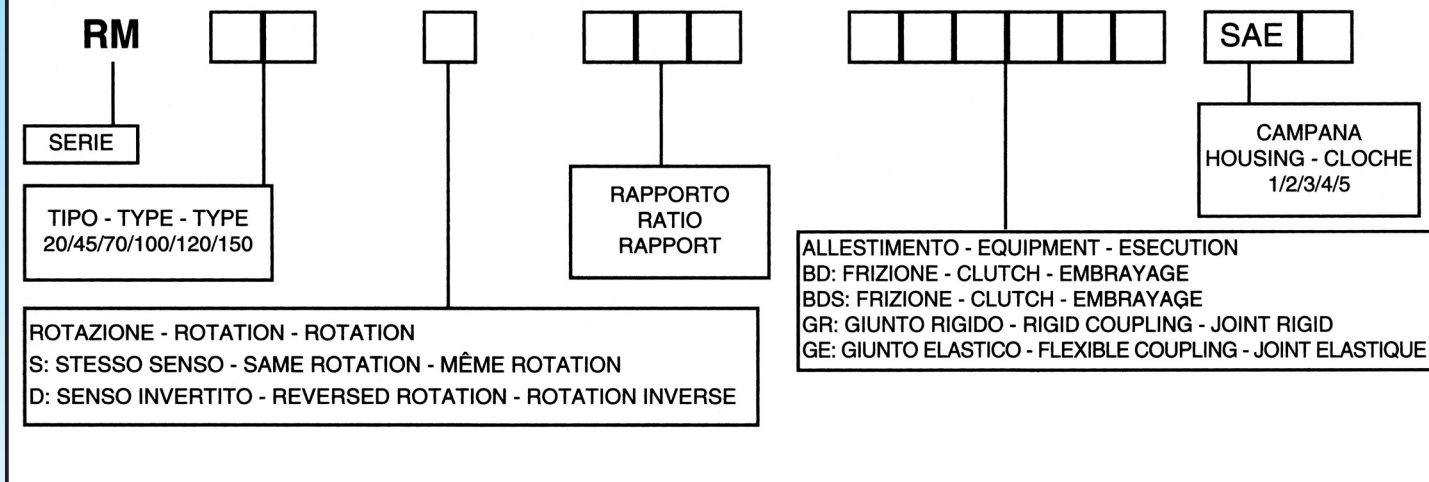 RM
SAE
SERIE
TIPO - TYPE - TYPE
20/45/70/100/120/150
ROTAZIONE - ROTATION - ROTATION
S: STESSO SENSO - SAME ROTATION - MÊME ROTATION
D: SENSO INVERTITO - REVERSED ROTATION - ROTATION INVERSE
RAPPORTO
RATIO
RAPPORT
ALLESTIMENTO - EQUIPMENT - ESECUTION
BD: FRIZIONE - CLUTCH - EMBRAYAGE
BDS: FRIZIONE - CLUTCH - EMBRAYAGE
GR: GIUNTO RIGIDO - RIGID COUPLING - JOINT RIGID
GE: GIUNTO ELASTICO - FLEXIBLE COUPLING - JOINT ELASTIQUE
CAMPANA
HOUSING - CLOCHE
1/2/3/4/5